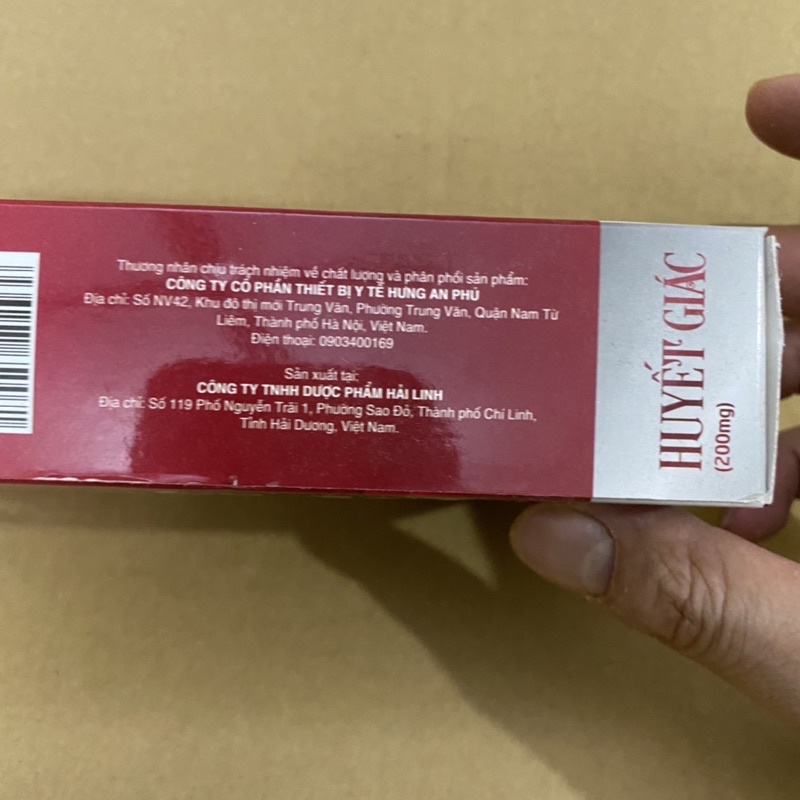 Thương nhân chịu trách nhiệm về chất lượng và phân phối sản phẩm:
CÔNG TY CỔ PHẦN THIẾT BỊ Y TẾ HƯNG AN PHÚ
Địa chỉ: Số NV42, Khu đô thị mới Trung Văn, Phường Trung Văn, Quận Nam Từ
Liêm, Thành phố Hà Nội, Việt Nam.
Điện thoại: 0903400169
Sản xuất tại:
CÔNG TY TNHH DƯỢC PHẨM HẢI LINH
Địa chỉ: Số 119 Phố Nguyễn Trãi 1, Phường Sao Đỏ, Thành phố Chí Linh,
Tỉnh Hải Dương, Việt Nam.
HUYẾT GIÁC
(200mg)